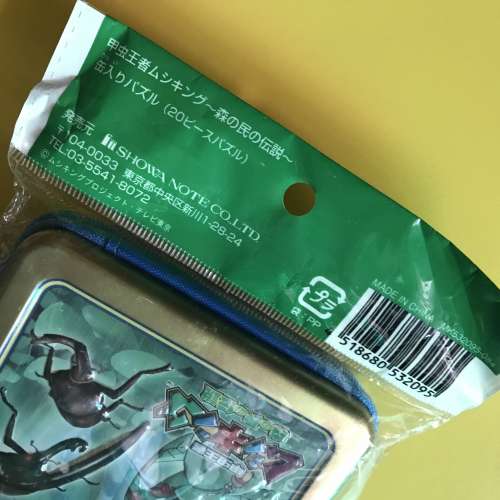 甲虫王者ムシキング～森の民の伝説～
缶入りパズル（20ピースパズル）
発売元
SHOWA NOTE CO.,LTD.
〒104-0033 東京都中央区新川1-28-24
TEL.03-5541-8072
©ムシキングプロジェクト・テレビ東京
プラ
PP
MADE IN CHINA
518680 532095